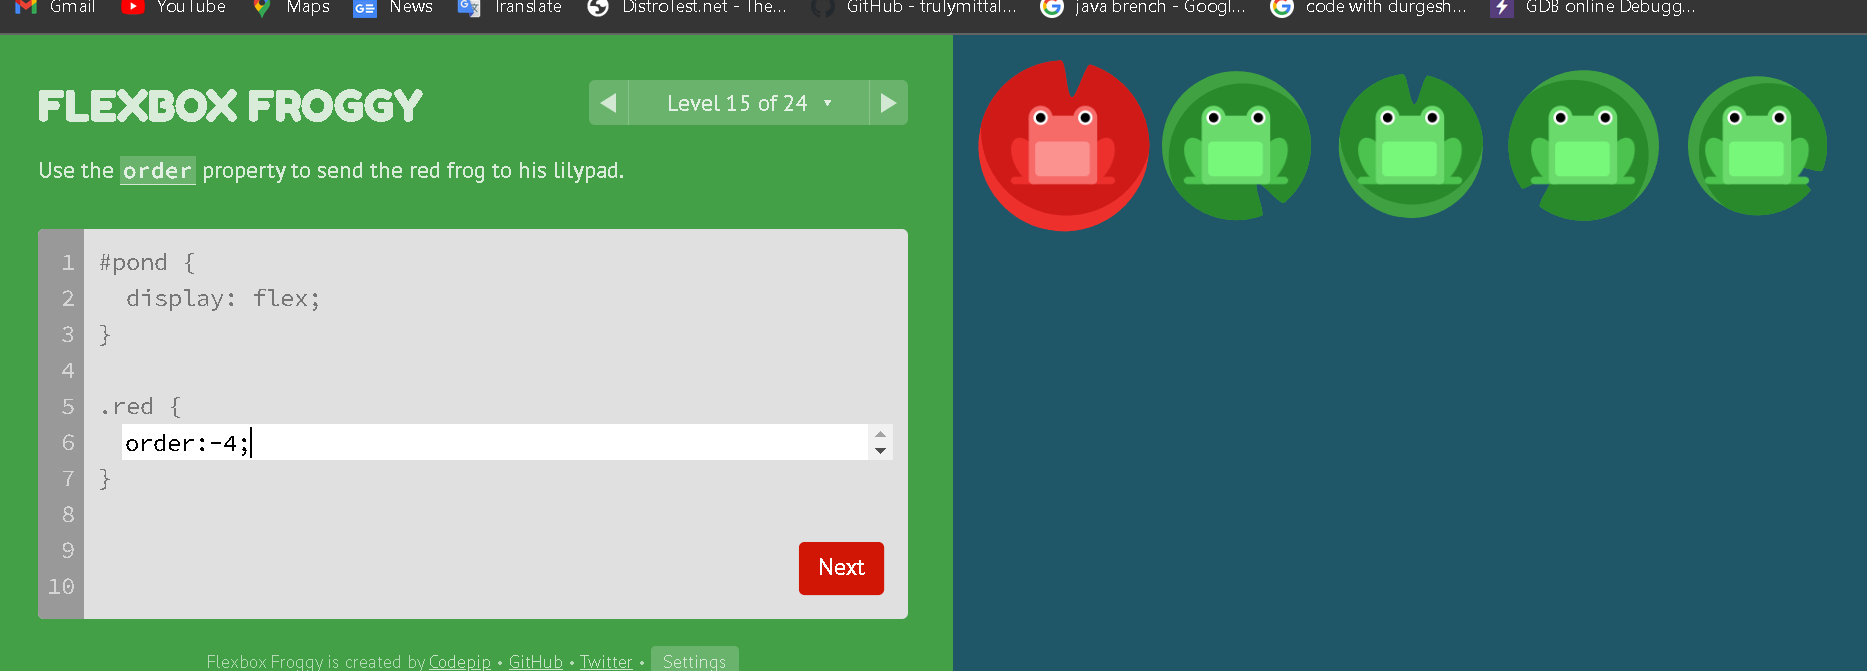 Gmail YouTube Maps News Translate DistroTest.net - The... GitHub - trulymittal... java brench - Googl... code with durgesh... GDB online Debugg...
FLEXBOX FROGGY
Level 15 of 24
Use the order property to send the red frog to his lilypad.
1 #pond {
2 display: flex;
3 }
4
5 .red {
6 order:-4;
7 }
8
9
10
Next
Flexbox Froggy is created by Codepip • GitHub • Twitter • Settings